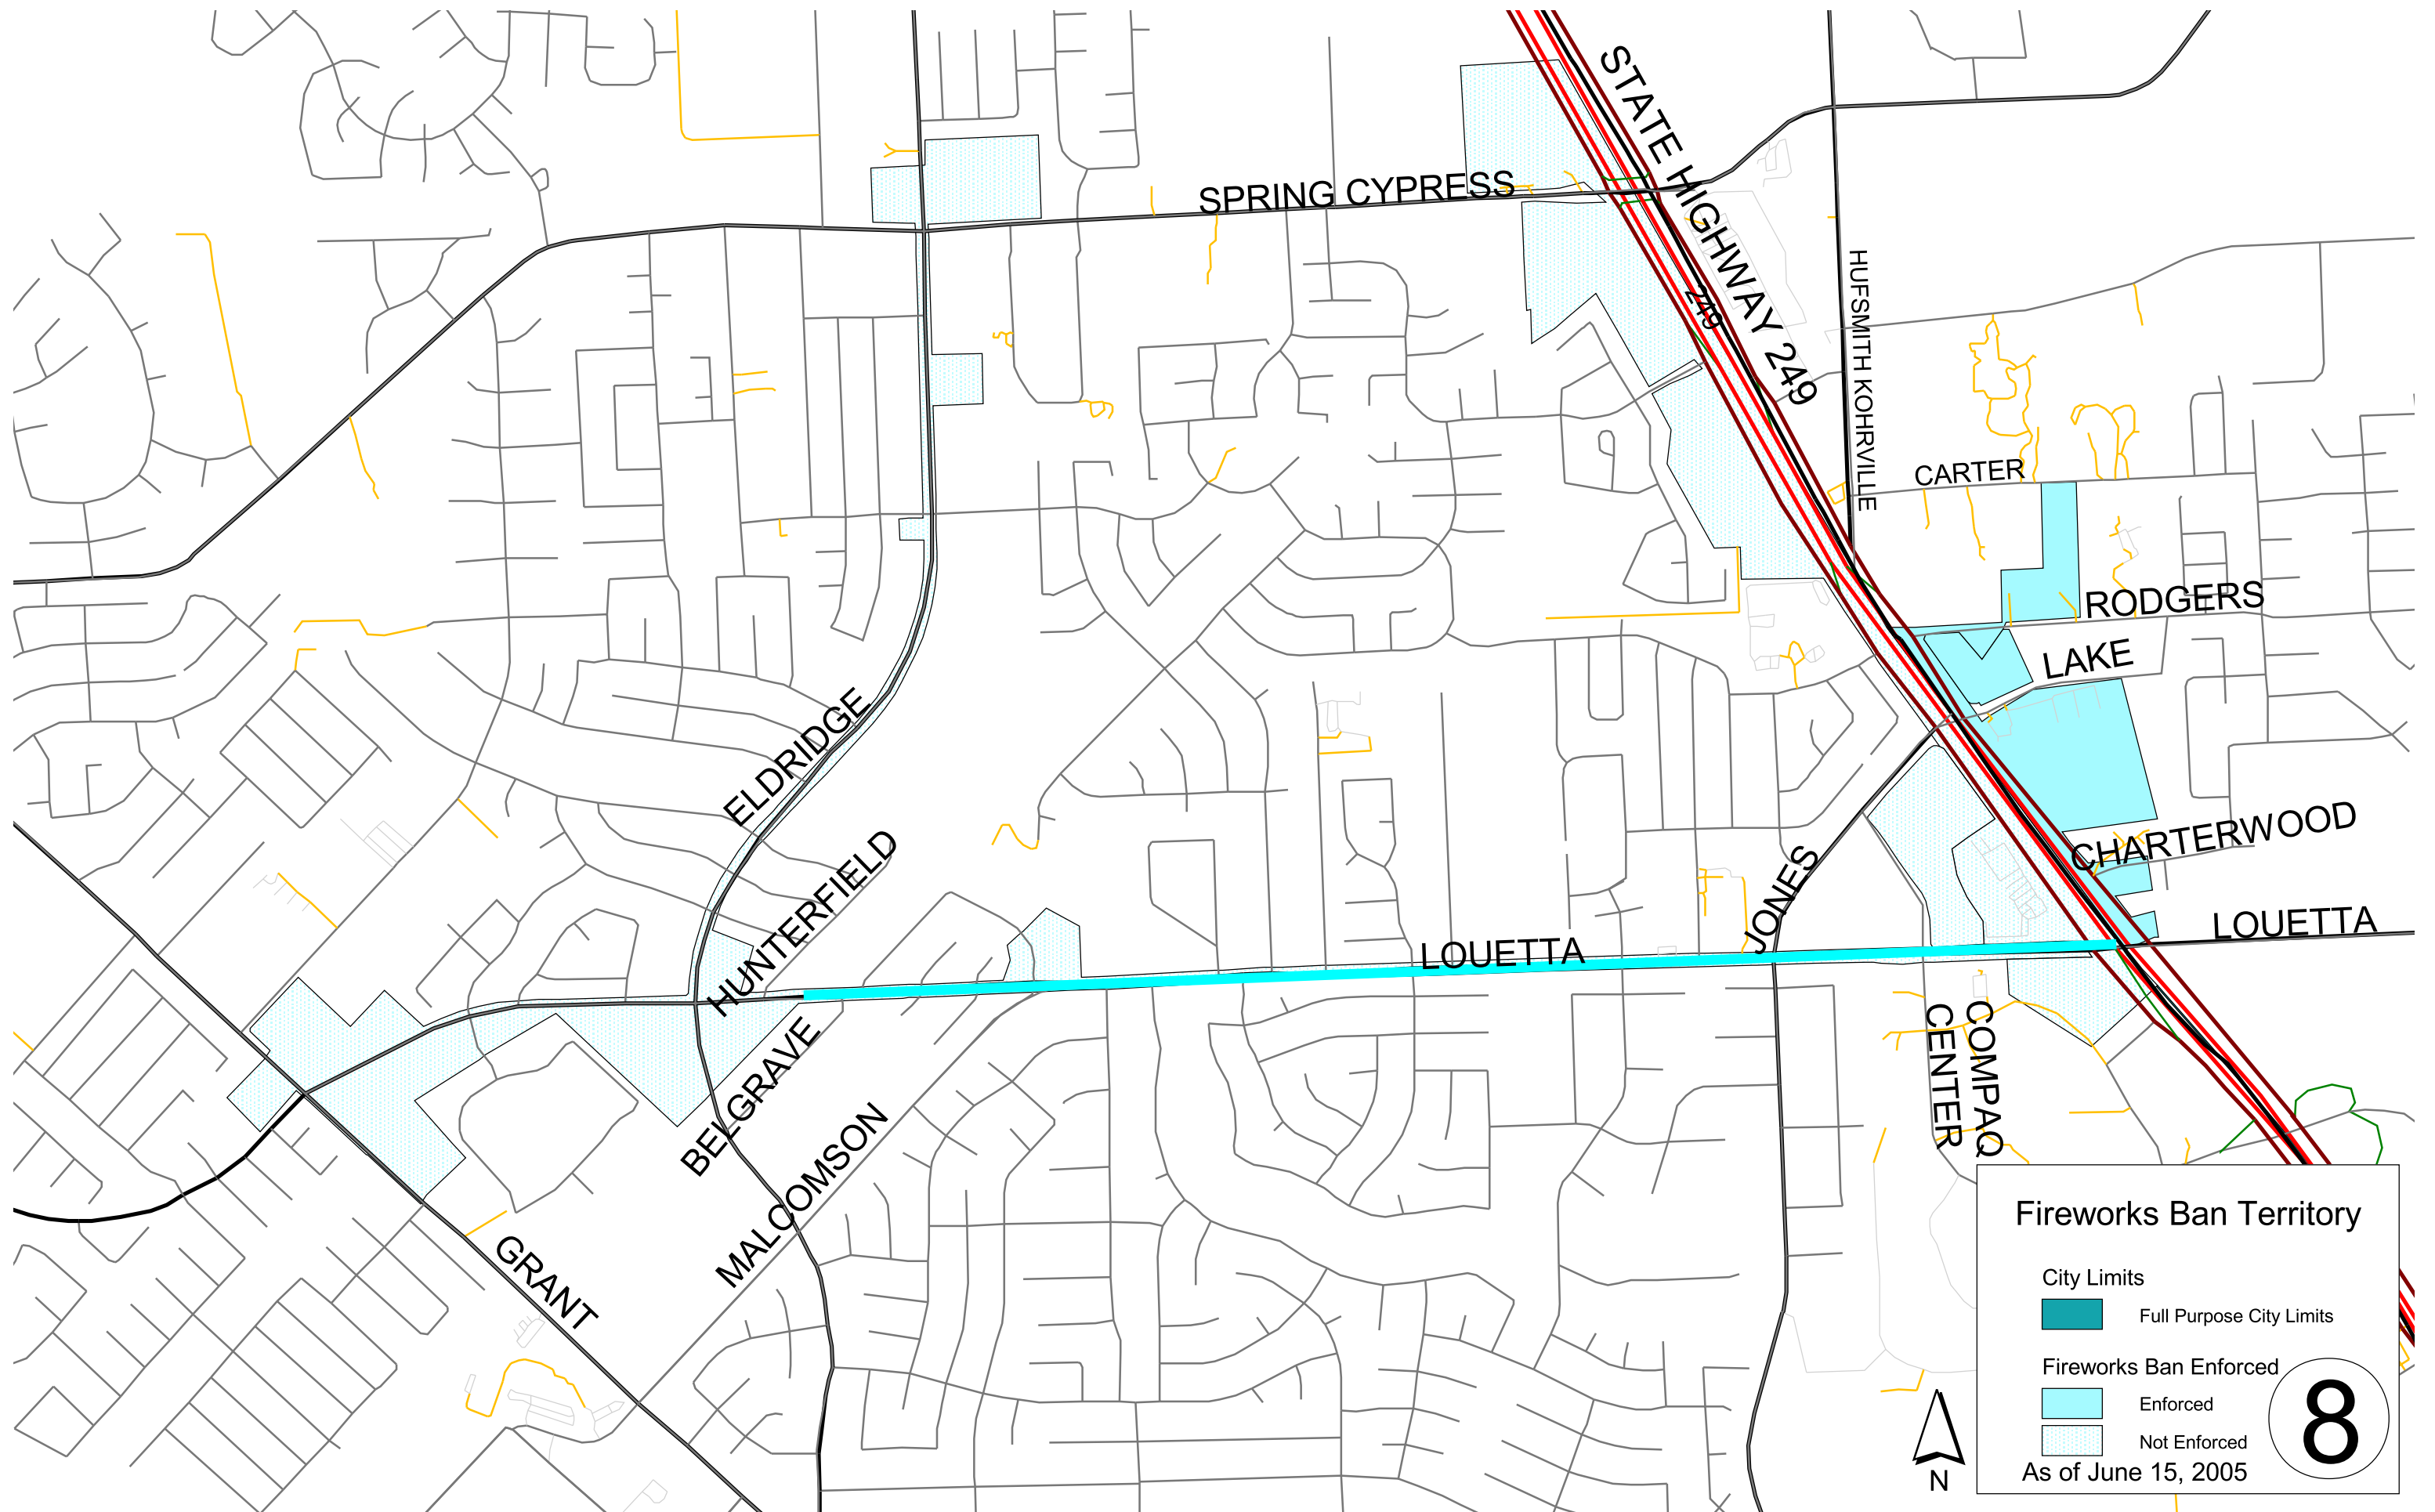 STATE HIGHWAY 249
SPRING CYPRESS
249
HUFSMITH KOHRVILLE
CARTER
RODGERS
LAKE
ELDRIDGE
CHARTERWOOD
HUNTERFIELD
JONES
LOUETTA
LOUETTA
COMPAQ
CENTER
BELGRAVE
MALCOMSON
GRANT
Fireworks Ban Territory
City Limits
Full Purpose City Limits
Fireworks Ban Enforced
Enforced
Not Enforced
As of June 15, 2005
8
N